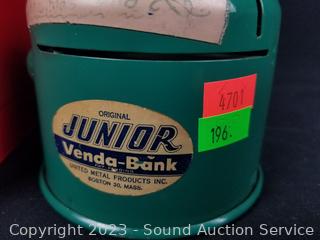 4701
196.
ORIGINAL
JUNIOR
Venda-Bank
UNITED METAL PRODUCTS INC.
BOSTON 30, MASS.
Copyright 2023 - Sound Auction Service